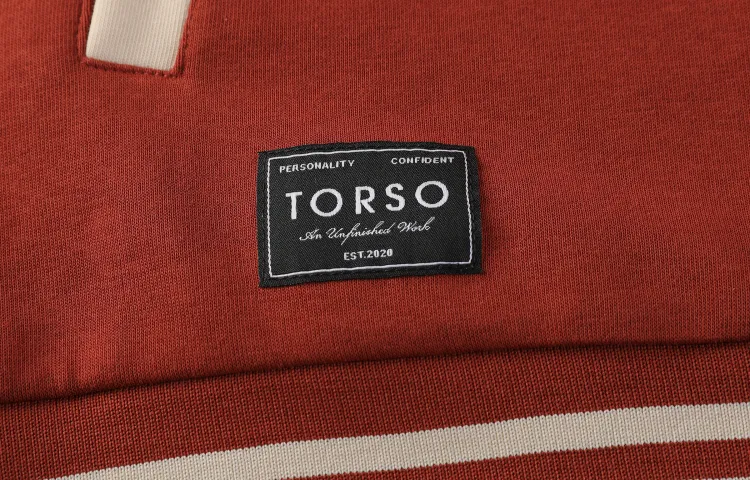 PERSONALITY CONFIDENT
TORSO
An Unfinished Work
EST.2020